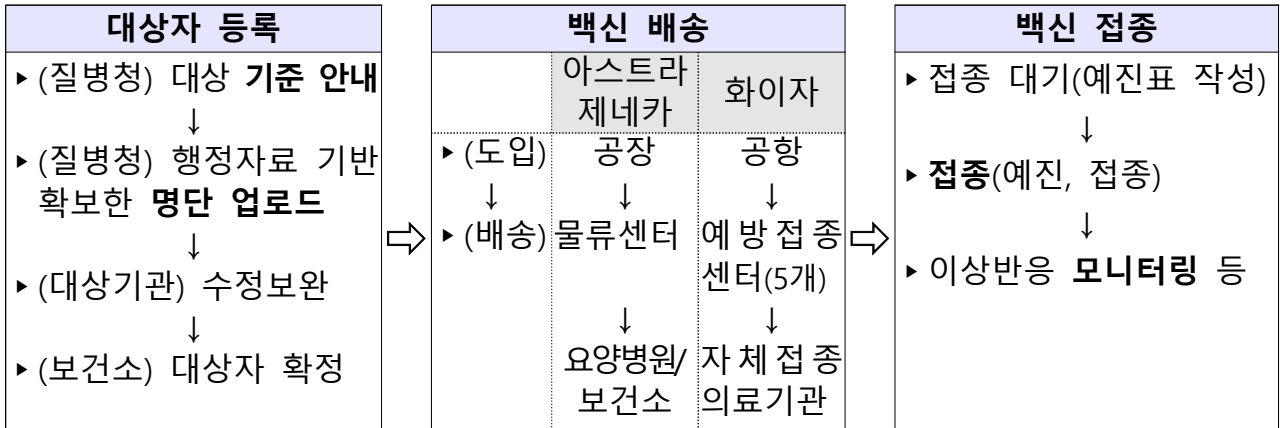 대상자 등록
▸(질병청) 대상 기준 안내
↓
▸(질병청) 행정자료 기반
확보한 명단 업로드
↓
▸(대상기관) 수정보완
↓
▸(보건소) 대상자 확정
⇨
백신 배송
아스트라
제네카
화이자
▸(도입) 공장 공항
↓ ↓ ↓
▸(배송) 물류센터 예방접종
센터(5개)
↓ ↓
요양병원/ 자체접종
보건소 의료기관
⇨
백신 접종
▸접종 대기(예진표 작성)
↓
▸접종(예진, 접종)
↓
▸이상반응 모니터링 등